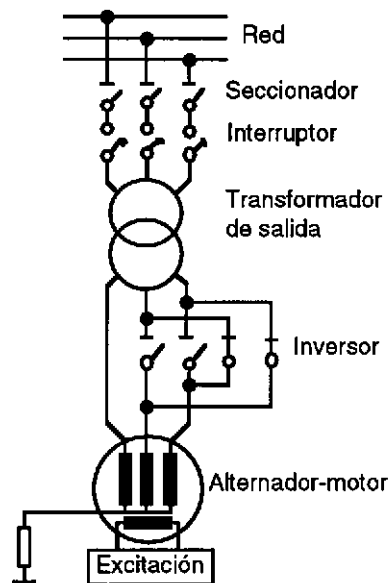 Red
Seccionador
Interruptor
Transformador
de salida
Inversor
Alternador-motor
Excitación